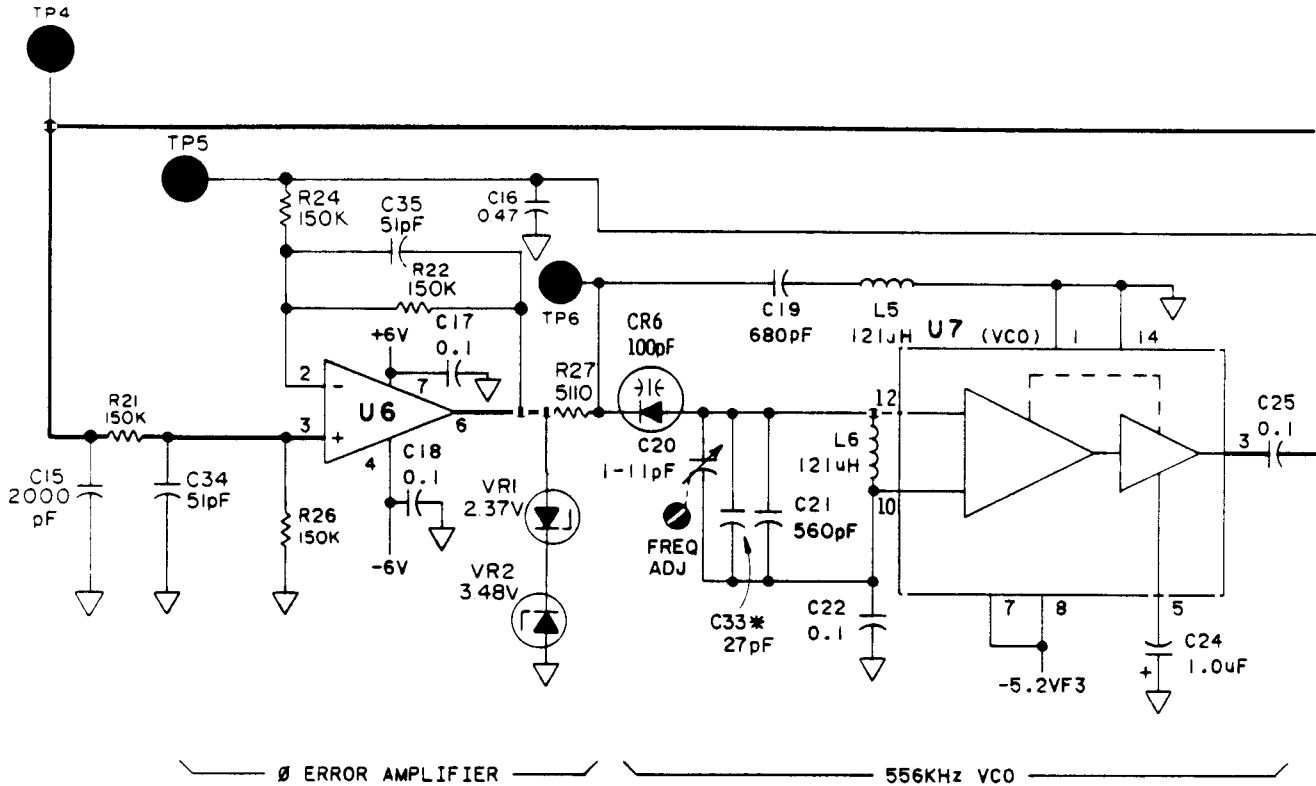 TP4
TP5
R24
150K
C35
51pF
C16
0.47
R22
150K
+6V
C17
0.1
TP6
C19
680pF
L5
121uH
U7
(VCO)
1
14
CR6
100pF
R27
5110
2
-
7
U6
3
+
6
4
R21
150K
C15
2000
pF
C34
51pF
R26
150K
C18
0.1
-6V
VR1
2.37V
VR2
3.48V
C20
1-11pF
FREQ
ADJ
C33*
27pF
C21
560pF
L6
121uH
12
10
C22
0.1
7
8
-5.2VF3
5
C24
1.0uF
+
3
C25
0.1
Ø ERROR AMPLIFIER
556KHz VCO